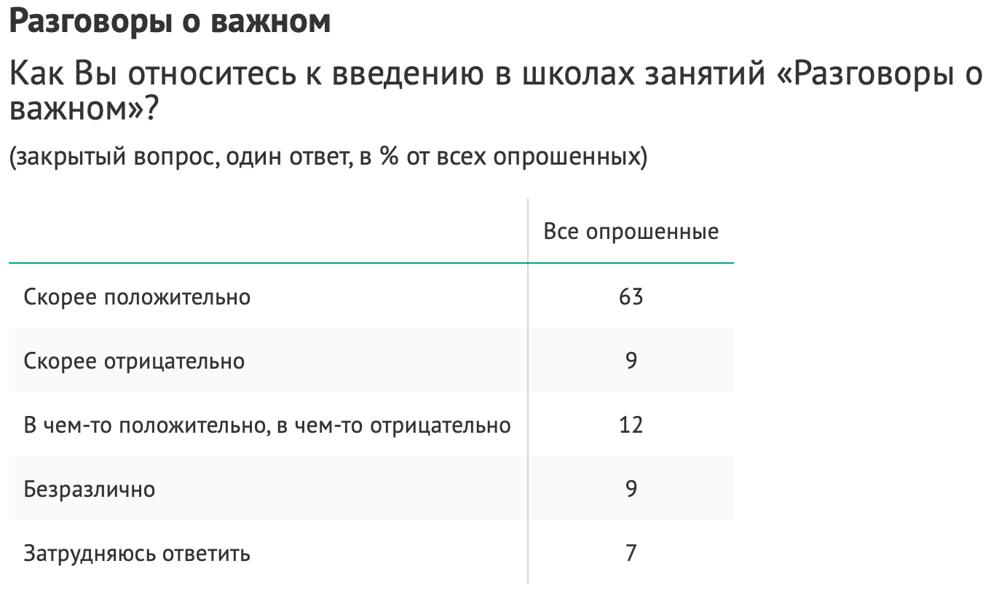 Разговоры о важном
Как Вы относитесь к введению в школах занятий «Разговоры о
важном»?
(закрытый вопрос, один ответ, в % от всех опрошенных)
Все опрошенные
Скорее положительно 63
Скорее отрицательно 9
В чем-то положительно, в чем-то отрицательно 12
Безразлично 9
Затрудняюсь ответить 7